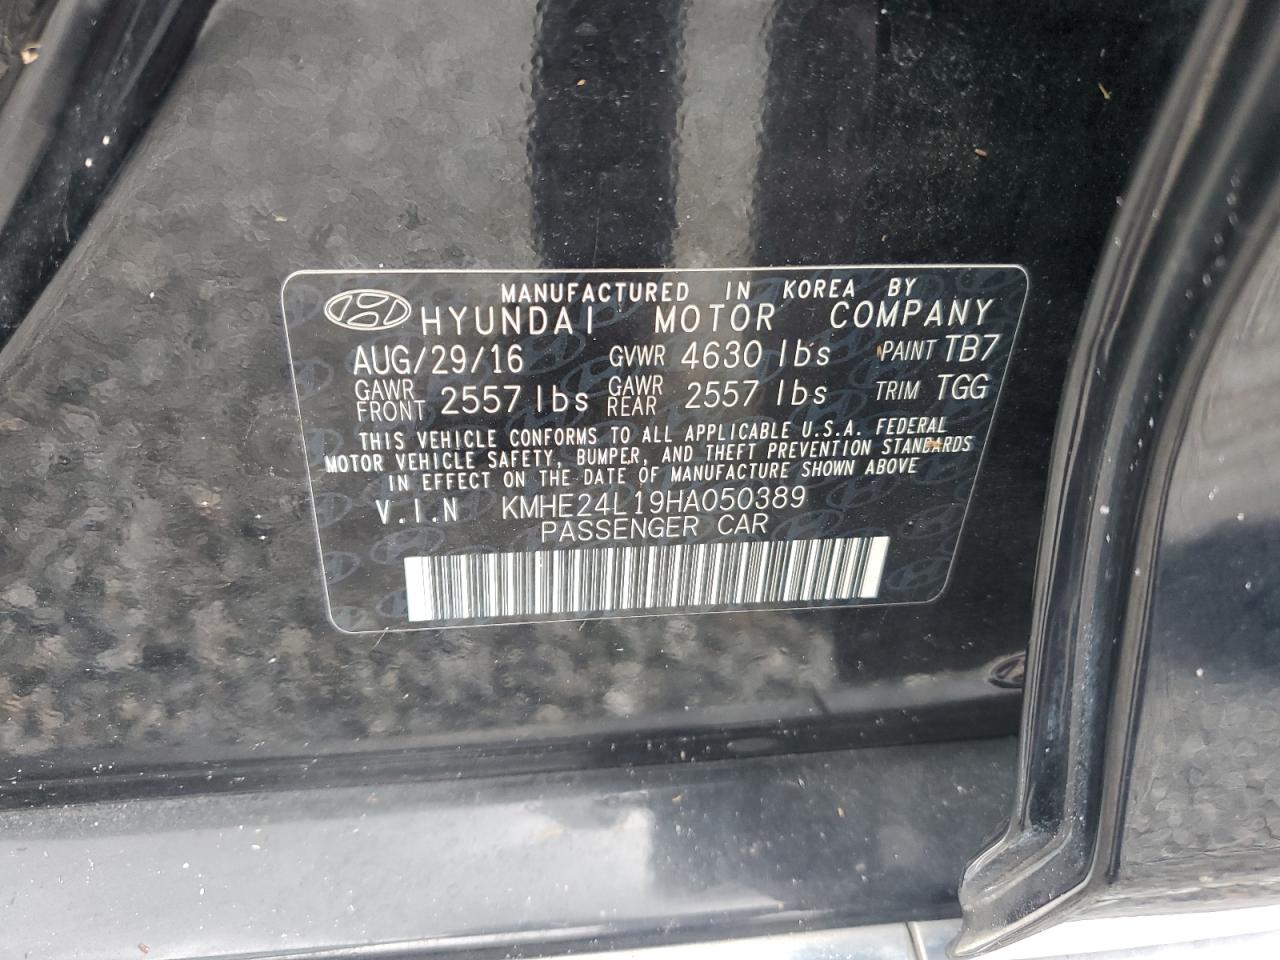 MANUFACTURED IN KOREA BY
HYUNDAI MOTOR COMPANY
AUG/29/16 GVWR 4630 lbs PAINT TB7
GAWR FRONT 2557 lbs GAWR REAR 2557 lbs TRIM TGG
THIS VEHICLE CONFORMS TO ALL APPLICABLE U.S.A. FEDERAL
MOTOR VEHICLE SAFETY, BUMPER, AND THEFT PREVENTION STANDARDS
IN EFFECT ON THE DATE OF MANUFACTURE SHOWN ABOVE
V.I.N KMHE24L19HA050389
PASSENGER CAR